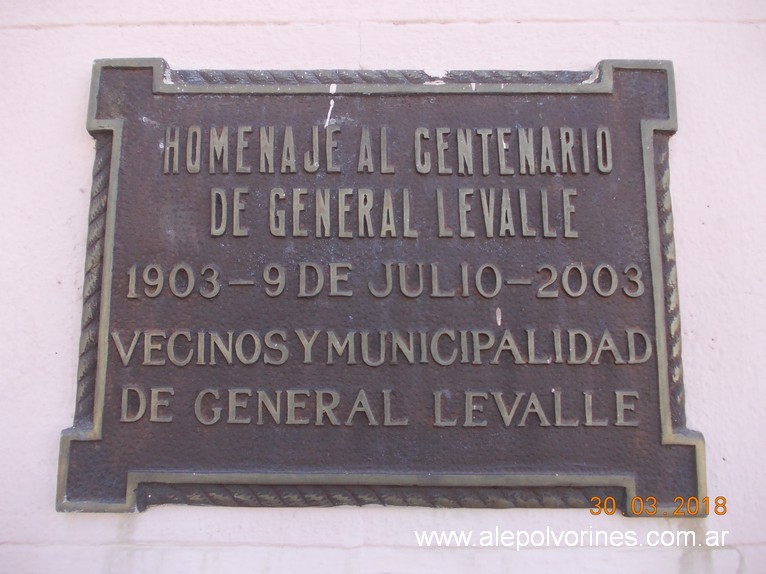 HOMENAJE AL CENTENARIO
DE GENERAL LEVALLE
1903-9 DE JULIO-2003
VECINOS Y MUNICIPALIDAD
DE GENERAL LEVALLE
30.03.2018
www.alepolvorines.com.ar